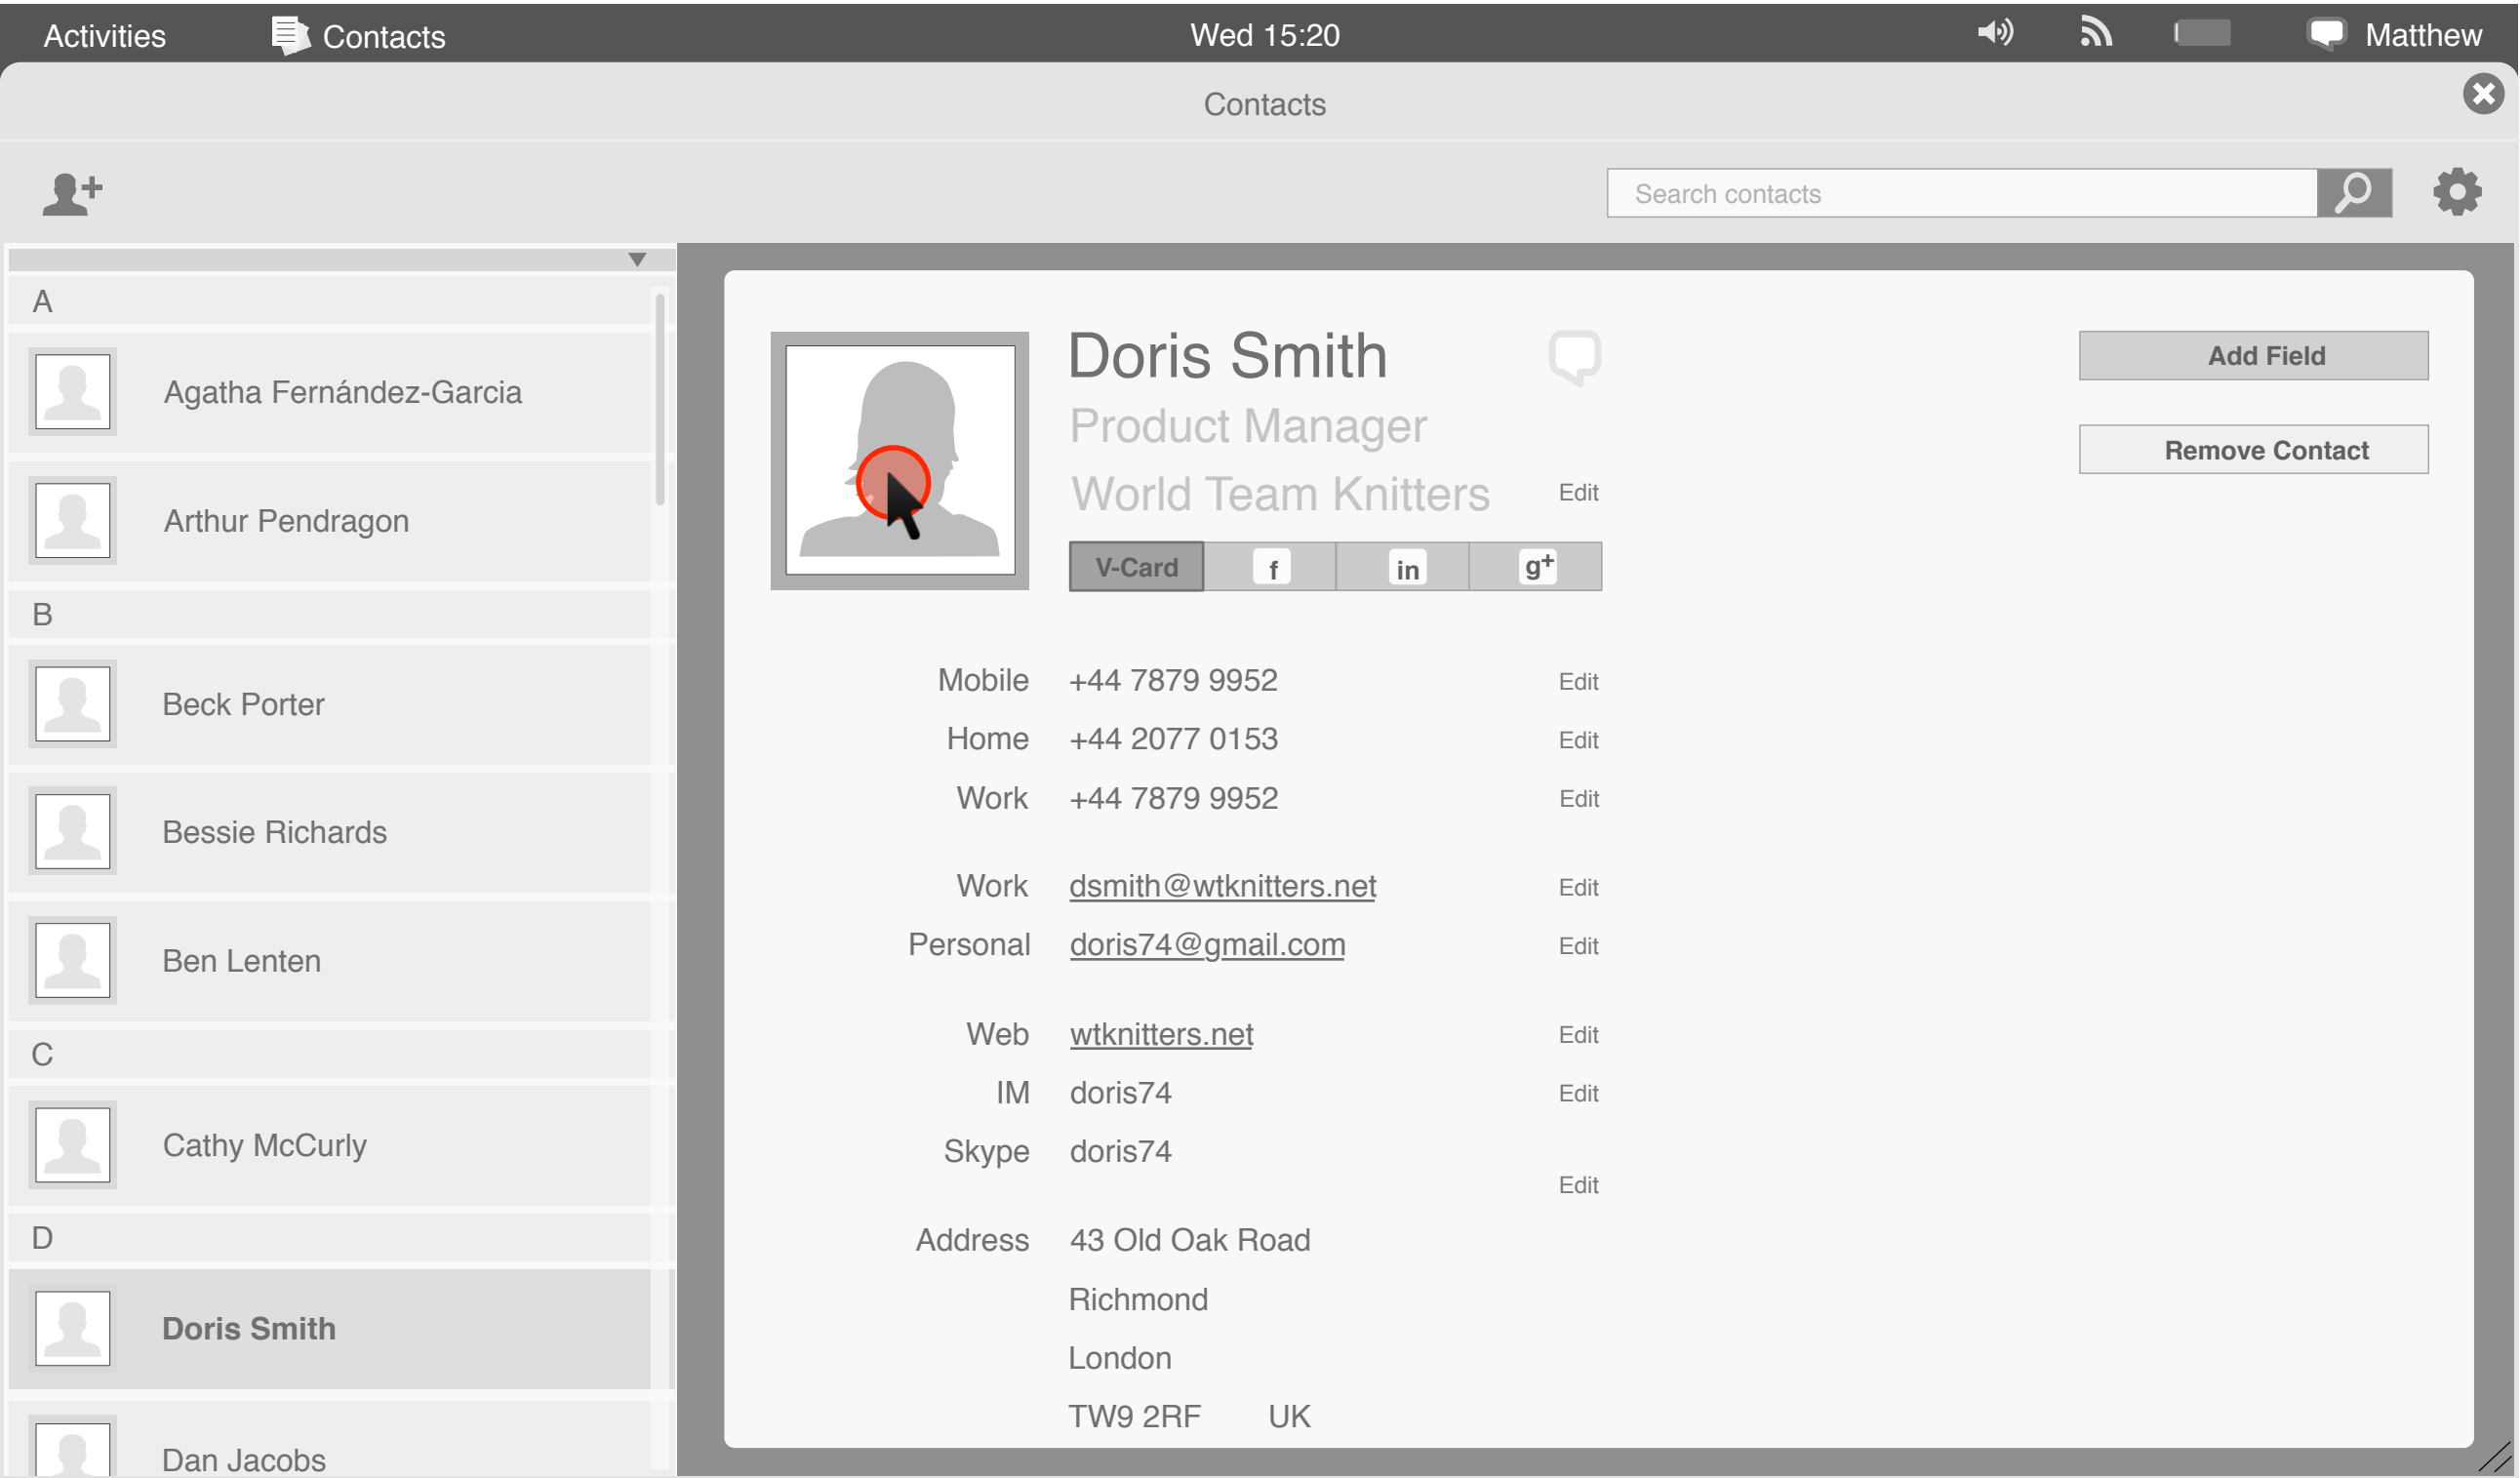 Activities Contacts Wed 15:20 Matthew
Contacts
Search contacts
A
Agatha Fernández-Garcia
Arthur Pendragon
B
Beck Porter
Bessie Richards
Ben Lenten
C
Cathy McCurly
D
Doris Smith
Dan Jacobs
Doris Smith
Product Manager
World Team Knitters Edit
Add Field
Remove Contact
V-Card f in g+
Mobile +44 7879 9952 Edit
Home +44 2077 0153 Edit
Work +44 7879 9952 Edit
Work dsmith@wtknitters.net Edit
Personal doris74@gmail.com Edit
Web wtknitters.net Edit
IM doris74 Edit
Skype doris74
Edit
Address 43 Old Oak Road
Richmond
London
TW9 2RF UK